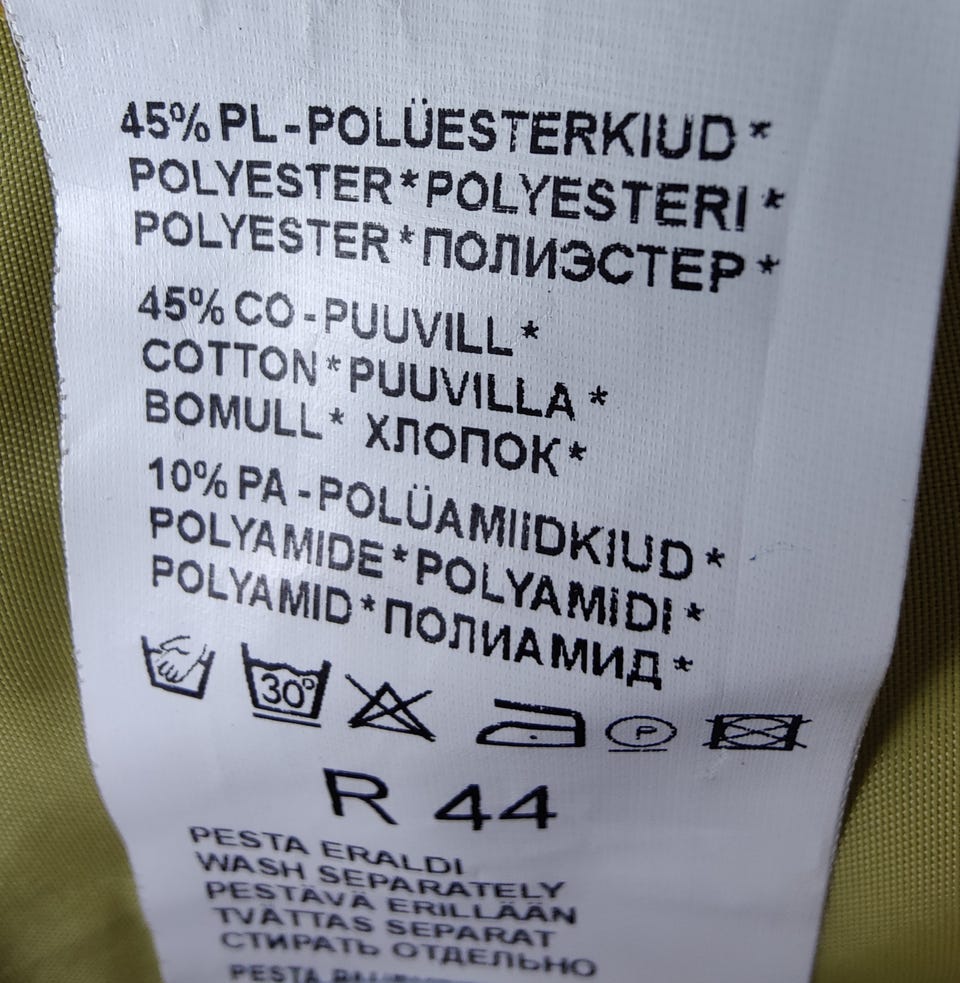 45% PL-POLÜESTERKIUD*
POLYESTER*POLYESTERI*
POLYESTER*ПОЛИЭСТЕР*
45% CO-PUUVILL*
COTTON*PUUVILLA*
BOMULL* ХЛОПОК*
10% PA-POLÜAMIIDKIUD*
POLYAMIDE*POLYAMIDI*
POLYAMID*ПОЛИАМИД*
30° P
R 44
PESTA ERALDI
WASH SEPARATELY
PESTÄVÄ ERILLÄÄN
TVÄTTAS SEPARAT
СТИРАТЬ ОТДЕЛЬНО
PESTA